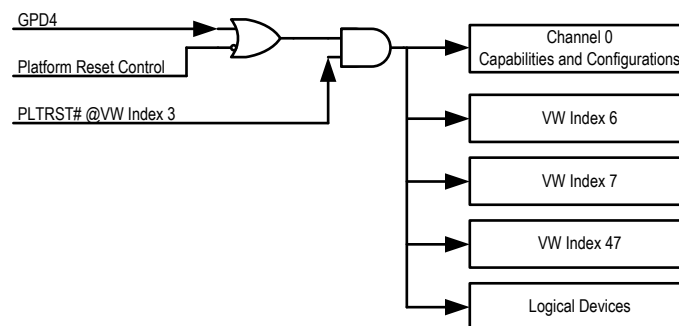 GPD4
Platform Reset Control
PLTRST# @VW Index 3
Channel 0
Capabilities and Configurations
VW Index 6
VW Index 7
VW Index 47
Logical Devices